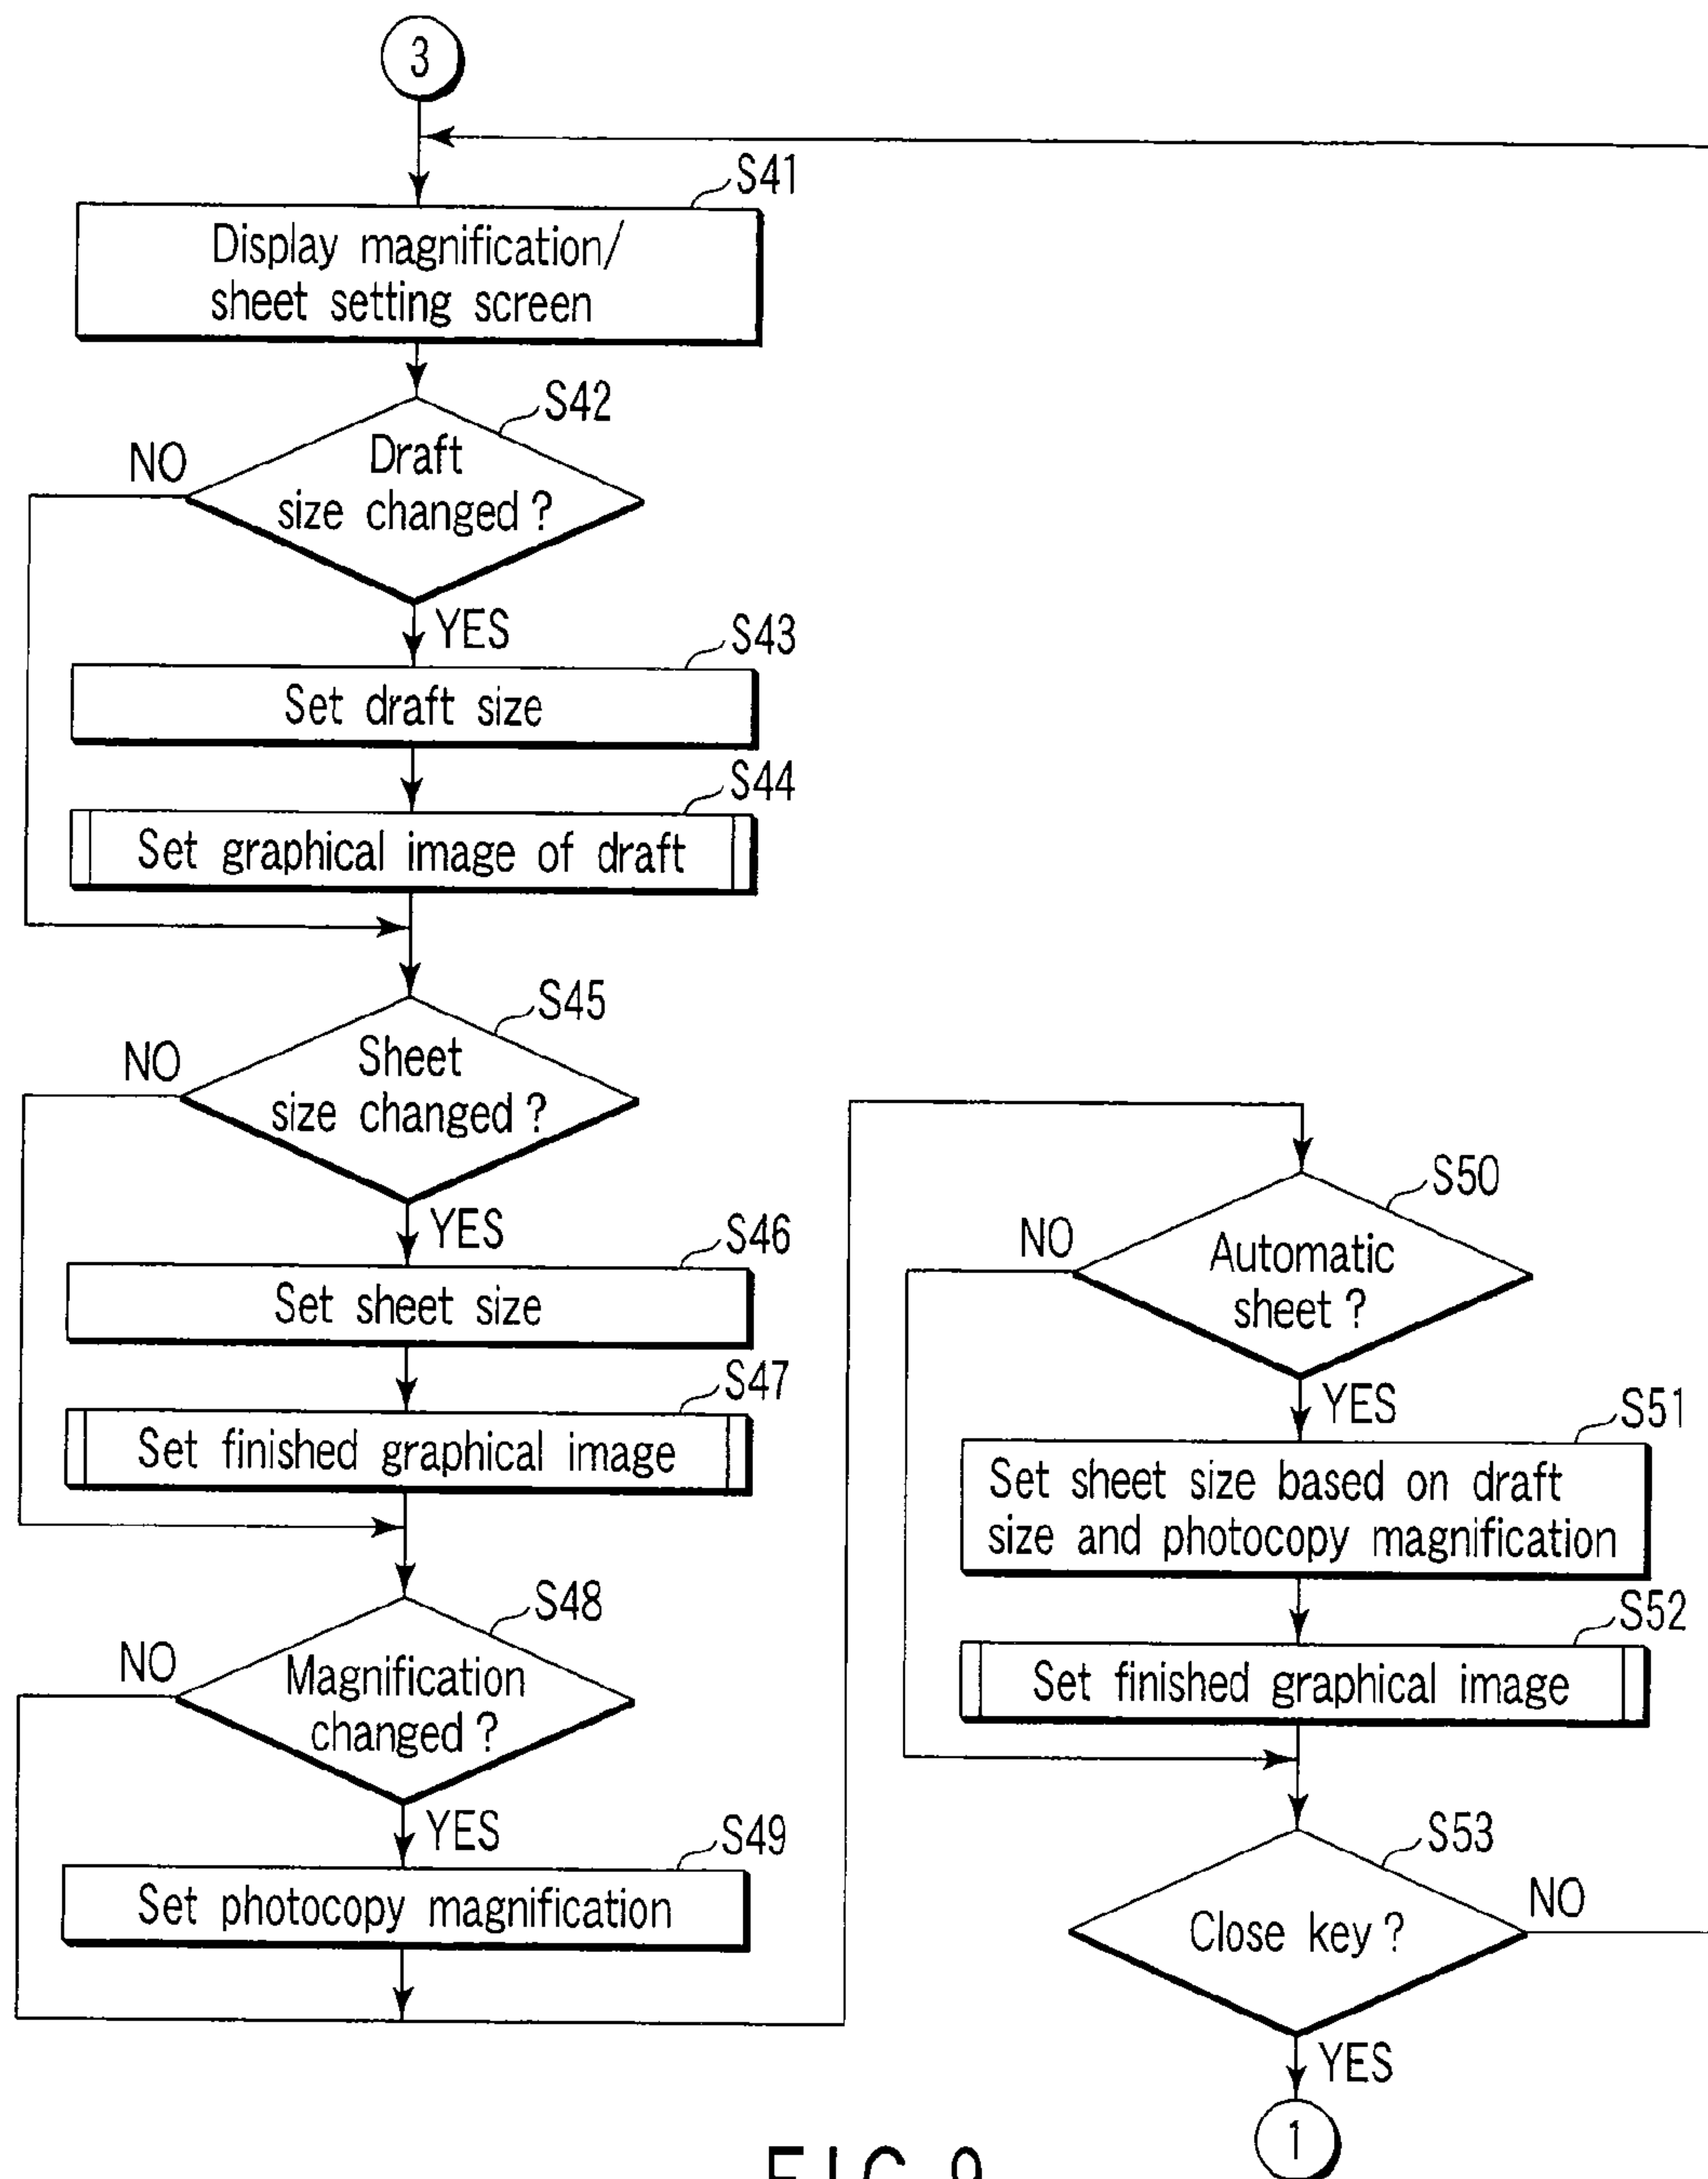 3
S41
Display magnification/
sheet setting screen
S42
Draft
size changed?
NO
YES
S43
Set draft size
S44
Set graphical image of draft
S45
Sheet
size changed?
NO
YES
S46
Set sheet size
S47
Set finished graphical image
S48
Magnification
changed?
NO
YES
S49
Set photocopy magnification
S50
Automatic
sheet?
NO
YES
S51
Set sheet size based on draft
size and photocopy magnification
S52
Set finished graphical image
S53
Close key?
NO
YES
1
FIG. 9